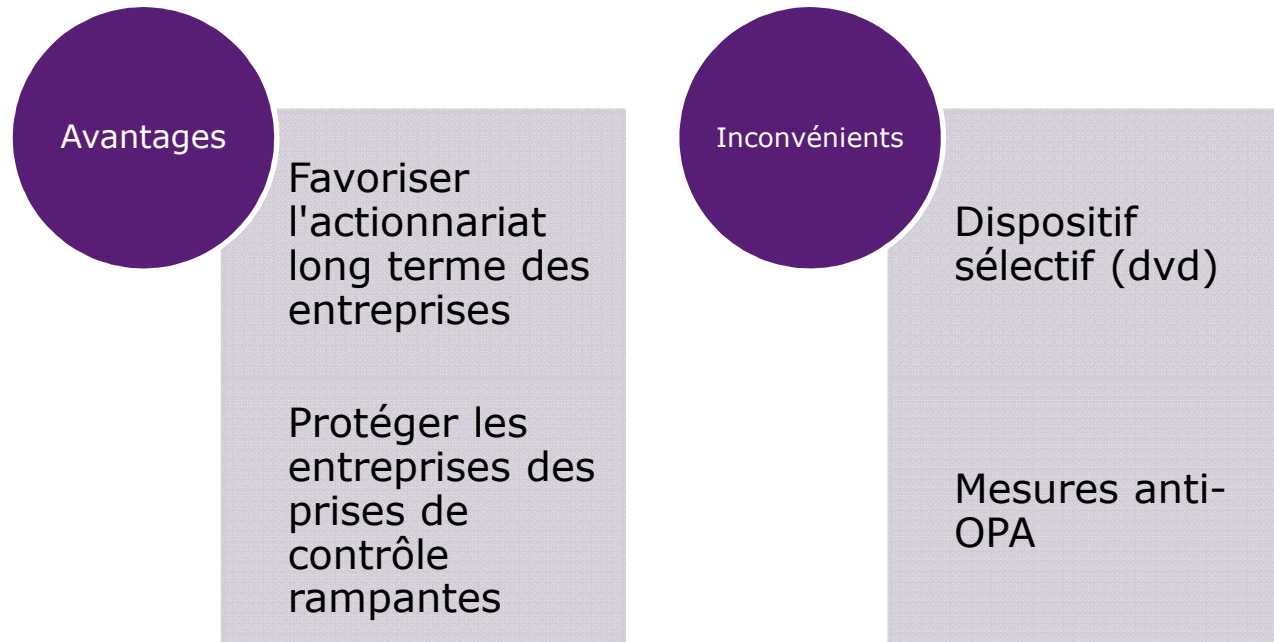 Avantages
Favoriser
l'actionnariat
long terme des
entreprises
Protéger les
entreprises des
prises de
contrôle
rampantes
Inconvénients
Dispositif
sélectif (dvd)
Mesures anti-
OPA